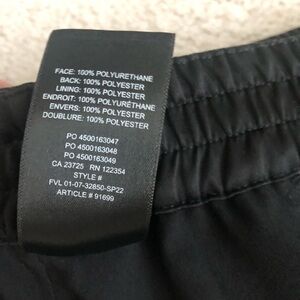 FACE: 100% POLYURETHANE
BACK: 100% POLYESTER
LINING: 100% POLYESTER
ENDROIT: 100% POLYURÉTHANE
ENVERS: 100% POLYESTER
DOUBLURE: 100% POLYESTER
PO 4500163047
PO 4500163048
PO 4500163049
CA 23725 RN 122354
STYLE #
FVL 01-07-32850-SP22
ARTICLE # 91699